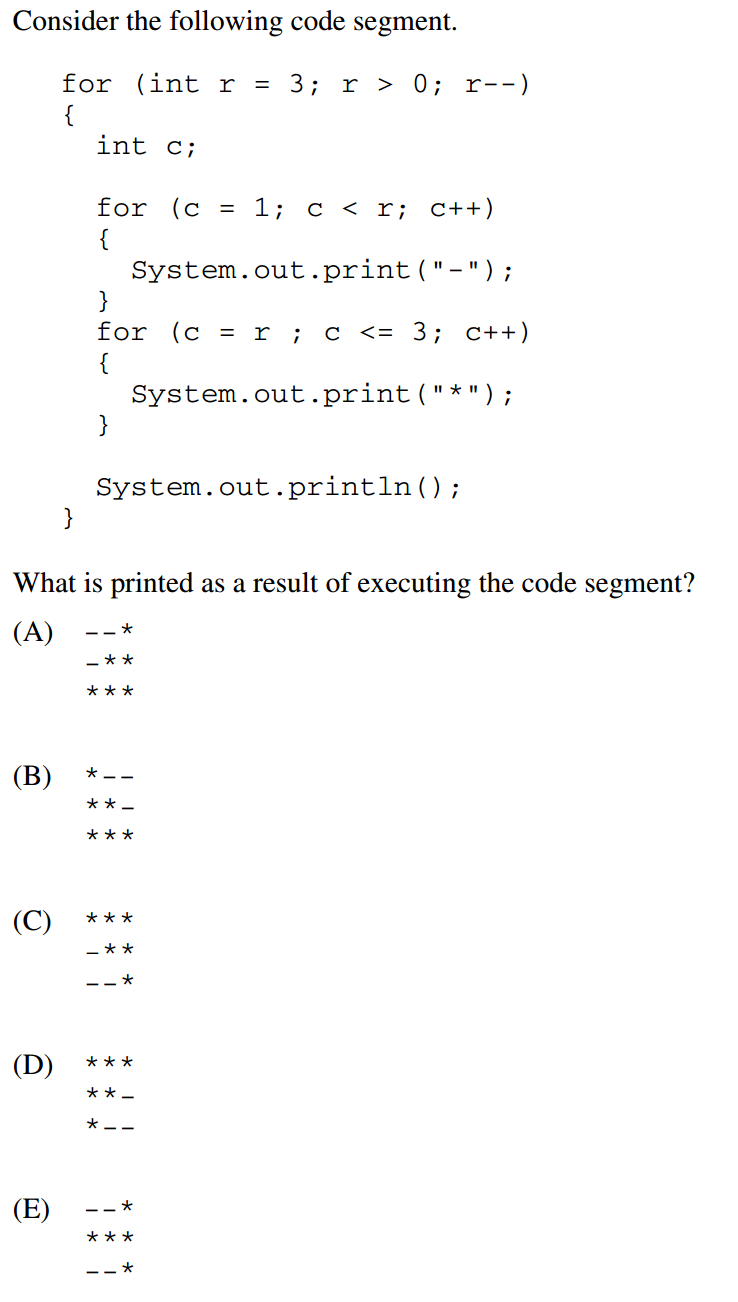 Consider the following code segment.
for (int r = 3; r > 0; r--)
{
int c;
for (c = 1; c < r; c++)
{
System.out.print("-");
}
for (c = r ; c <= 3; c++)
{
System.out.print("*");
}
System.out.println();
}
What is printed as a result of executing the code segment?
(A) --*
-**
***
(B) *--
**-
***
(C) ***
-**
--*
(D) ***
**-
*--
(E) --*
***
--*